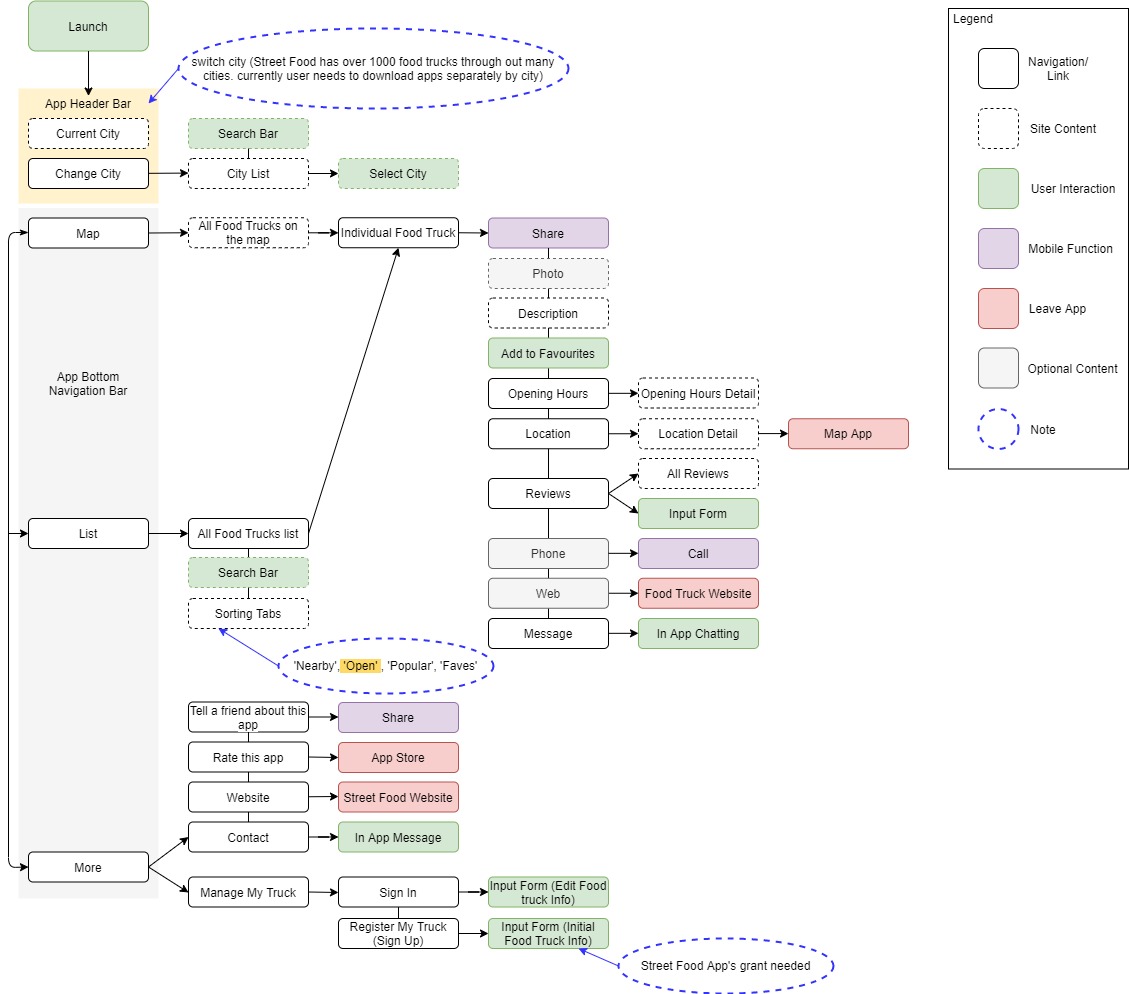 Launch
switch city (Street Food has over 1000 food trucks through out many
cities. currently user needs to download apps separately by city)
App Header Bar
Current City
Search Bar
Change City
City List
Select City
Map
All Food Trucks on
the map
Individual Food Truck
Share
Photo
Description
Add to Favourites
App Bottom
Navigation Bar
Opening Hours
Opening Hours Detail
Location
Location Detail
Map App
All Reviews
Reviews
Input Form
List
All Food Trucks list
Phone
Call
Search Bar
Web
Food Truck Website
Sorting Tabs
Message
In App Chatting
'Nearby', 'Open' , 'Popular', 'Faves'
Tell a friend about this
app
Share
Rate this app
App Store
Website
Street Food Website
Contact
In App Message
More
Manage My Truck
Sign In
Input Form (Edit Food
truck Info)
Register My Truck
(Sign Up)
Input Form (Initial
Food Truck Info)
Street Food App's grant needed
Legend
Navigation/
Link
Site Content
User Interaction
Mobile Function
Leave App
Optional Content
Note